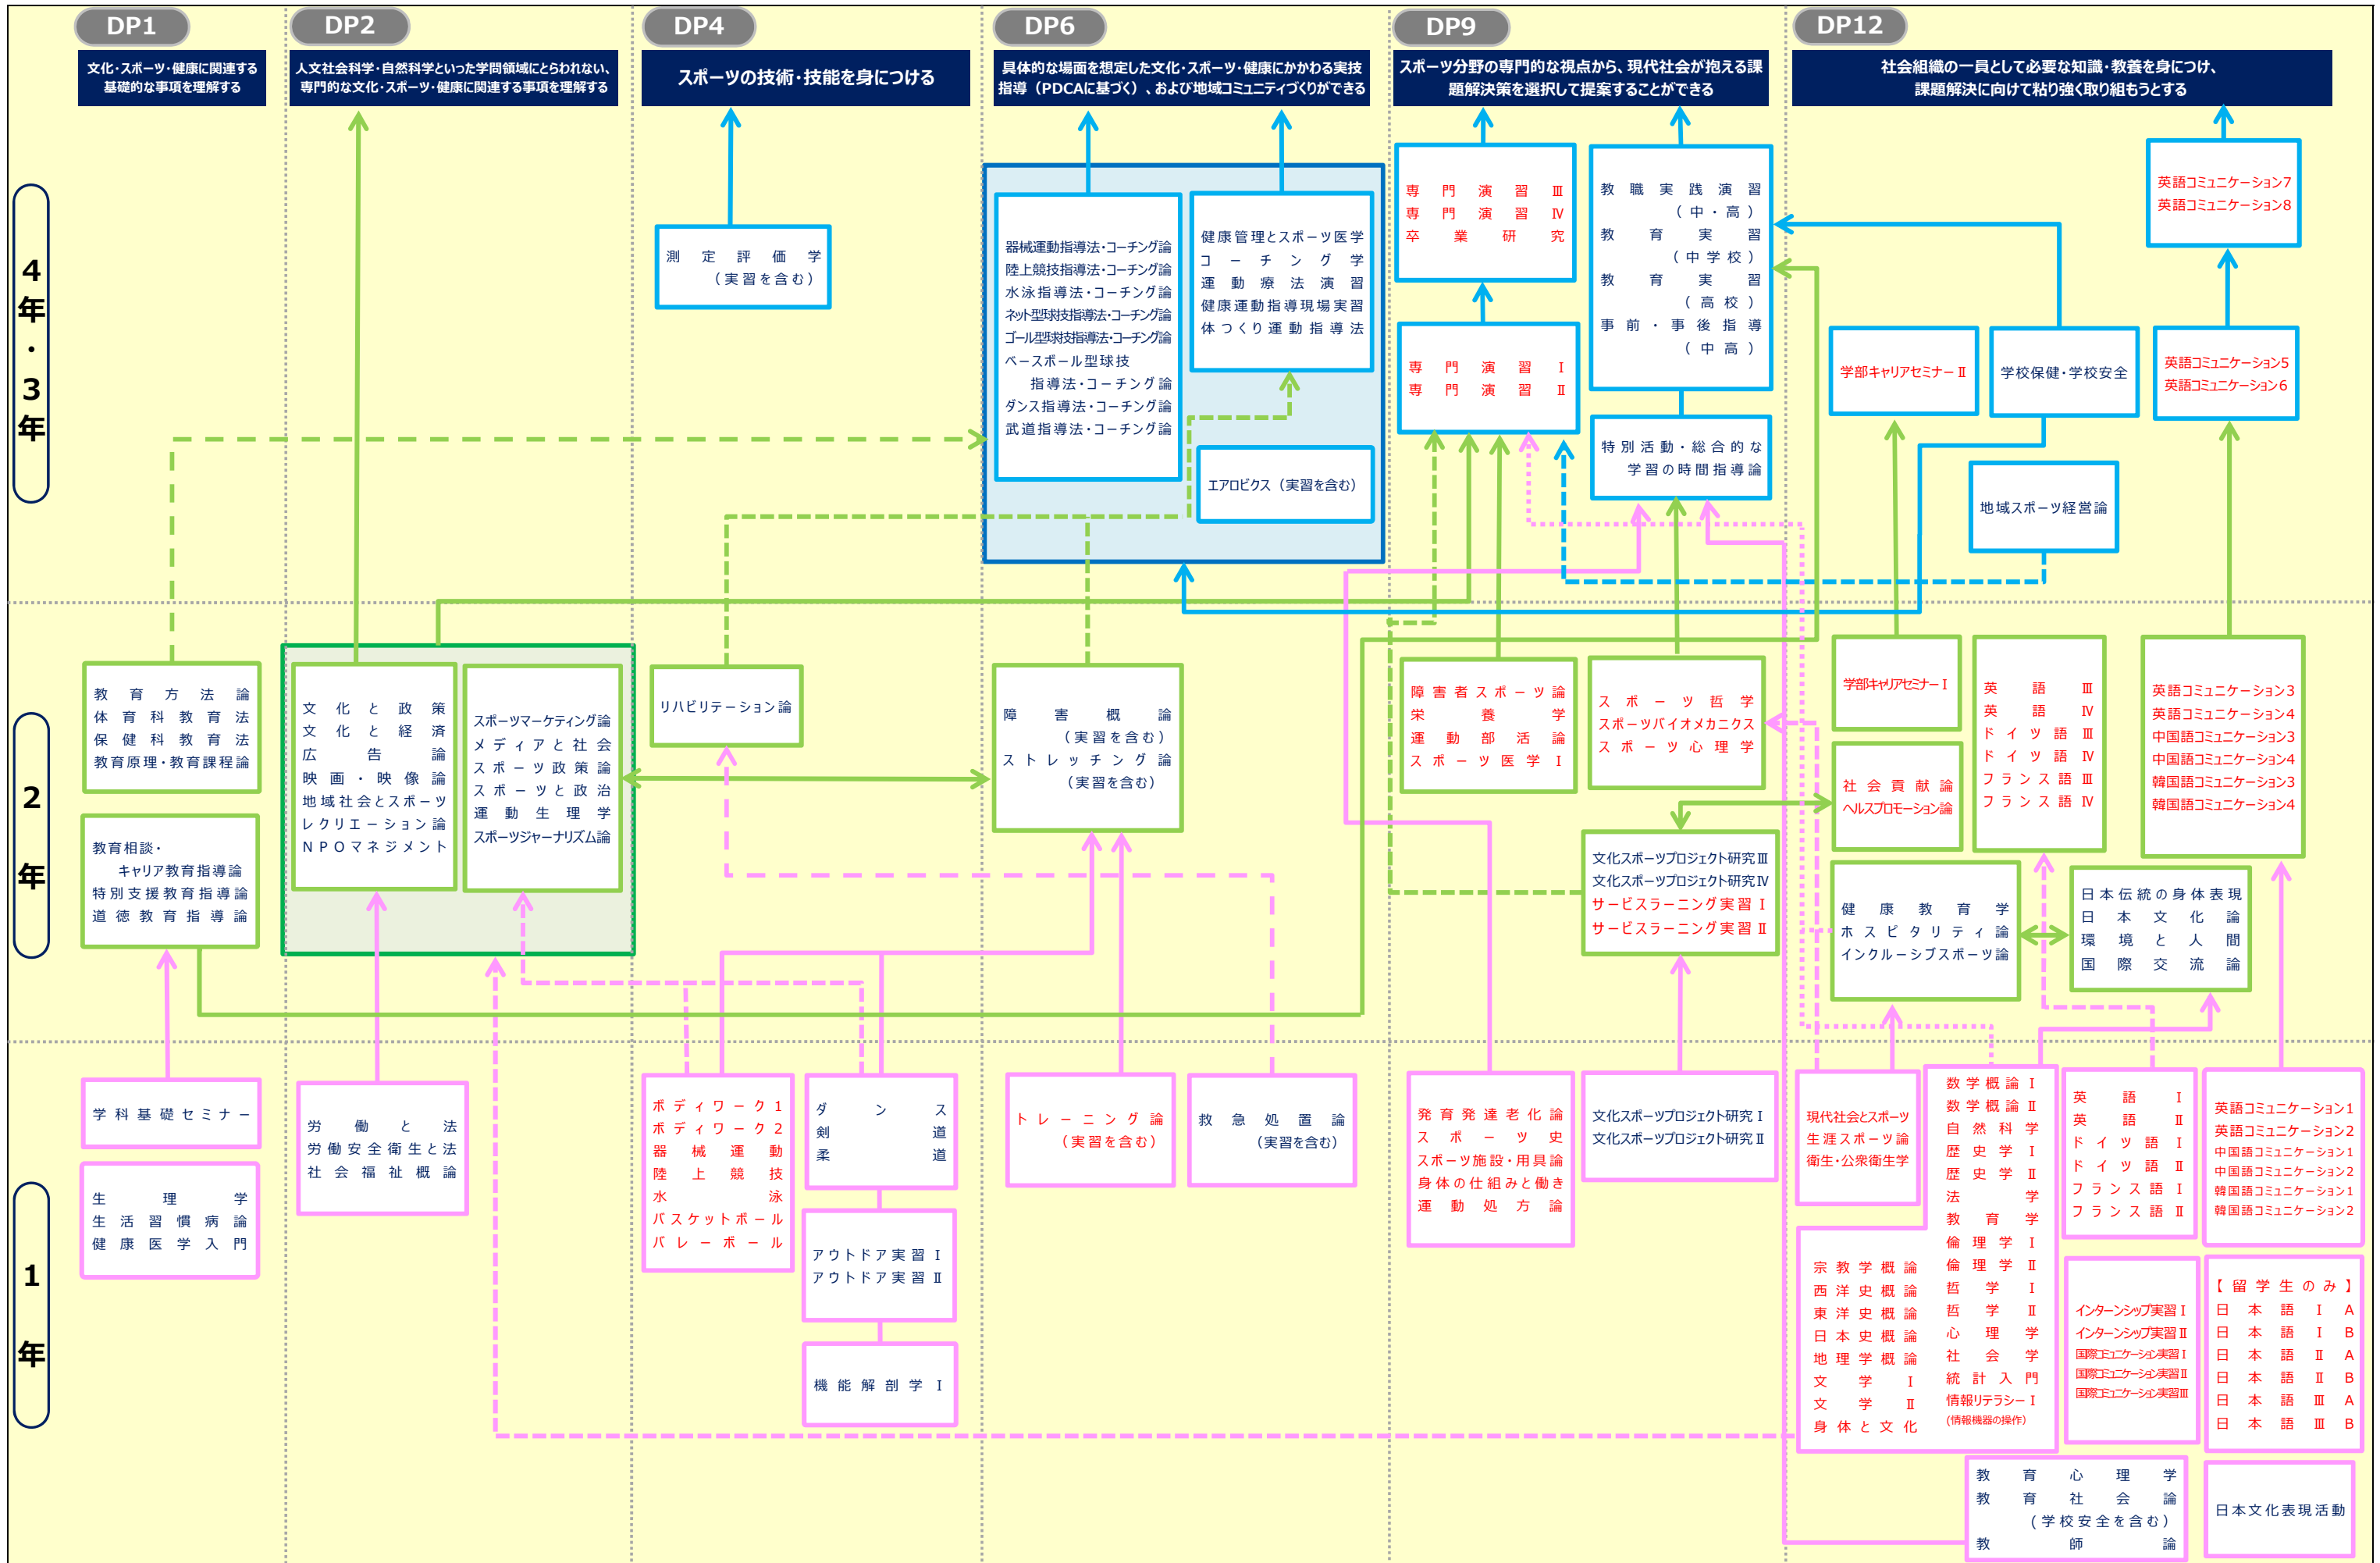 DP1
DP2
DP4
DP6
DP9
DP12
文化・スポーツ・健康に関連する
基礎的な事項を理解する
人文社会科学・自然科学といった学問領域にとらわれない、
専門的な文化・スポーツ・健康に関連する事項を理解する
スポーツの技術・技能を身につける
具体的な場面を想定した文化・スポーツ・健康にかかわる実技
指導（PDCAに基づく）、および地域コミュニティづくりができる
スポーツ分野の専門的な視点から、現代社会が抱える課
題解決策を選択して提案することができる
社会組織の一員として必要な知識・教養を身につけ、
課題解決に向けて粘り強く取り組もうとする
4年・3年
測定評価学
（実習を含む）
器械運動指導法・コーチング論
陸上競技指導法・コーチング論
水泳指導法・コーチング論
ネット型球技指導法・コーチング論
ゴール型球技指導法・コーチング論
ベースボール型球技
指導法・コーチング論
ダンス指導法・コーチング論
武道指導法・コーチング論
健康管理とスポーツ医学
コーチング学
運動療法演習
健康運動指導現場実習
体つくり運動指導法
エアロビクス（実習を含む）
専門演習Ⅲ
専門演習Ⅳ
卒業研究
専門演習Ⅰ
専門演習Ⅱ
教職実践演習
（中・高）
教育実習
（中学校）
教育実習
（高校）
事前・事後指導
（中高）
特別活動・総合的な
学習の時間指導論
学部キャリアセミナーⅡ
学校保健・学校安全
地域スポーツ経営論
英語コミュニケーション7
英語コミュニケーション8
英語コミュニケーション5
英語コミュニケーション6
2年
教育方法論
体育科教育法
保健科教育法
教育原理・教育課程論
教育相談・
キャリア教育指導論
特別支援教育指導論
道徳教育指導論
文化と政策
文化と経済
広告論
映画・映像論
地域社会とスポーツ
レクリエーション論
NPOマネジメント
スポーツマーケティング論
メディアと社会
スポーツ政策論
スポーツと政治
運動生理学
スポーツジャーナリズム論
リハビリテーション論
障害概論
（実習を含む）
ストレッチング論
（実習を含む）
障害者スポーツ論
栄養学
運動部活論
スポーツ医学Ⅰ
スポーツ哲学
スポーツバイオメカニクス
スポーツ心理学
文化スポーツプロジェクト研究Ⅲ
文化スポーツプロジェクト研究Ⅳ
サービスラーニング実習Ⅰ
サービスラーニング実習Ⅱ
学部キャリアセミナーⅠ
社会貢献論
ヘルスプロモーション論
健康教育学
ホスピタリティ論
インクルーシブスポーツ論
英語Ⅲ
英語Ⅳ
ドイツ語Ⅲ
ドイツ語Ⅳ
フランス語Ⅲ
フランス語Ⅳ
日本伝統の身体表現
日本文化論
環境と人間
国際交流論
英語コミュニケーション3
英語コミュニケーション4
中国語コミュニケーション3
中国語コミュニケーション4
韓国語コミュニケーション3
韓国語コミュニケーション4
1年
学科基礎セミナー
生理学
生活習慣病論
健康医学入門
労働と法
労働安全衛生と法
社会福祉概論
ボディワーク1
ボディワーク2
器械運動
陸上競技
水泳
バスケットボール
バレーボール
ダンス
剣道
柔道
アウトドア実習Ⅰ
アウトドア実習Ⅱ
機能解剖学Ⅰ
トレーニング論
（実習を含む）
救急処置論
（実習を含む）
発育発達老化論
スポーツ史
スポーツ施設・用具論
身体の仕組みと働き
運動処方論
文化スポーツプロジェクト研究Ⅰ
文化スポーツプロジェクト研究Ⅱ
現代社会とスポーツ
生涯スポーツ論
衛生・公衆衛生学
数学概論Ⅰ
数学概論Ⅱ
自然科学
歴史学Ⅰ
歴史学Ⅱ
法学
教育学
倫理学Ⅰ
倫理学Ⅱ
哲学Ⅰ
哲学Ⅱ
心理学
社会学
統計入門
情報リテラシーⅠ
(情報機器の操作)
宗教学概論
西洋史概論
東洋史概論
日本史概論
地理学概論
文学Ⅰ
文学Ⅱ
身体と文化
英語Ⅰ
英語Ⅱ
ドイツ語Ⅰ
ドイツ語Ⅱ
フランス語Ⅰ
フランス語Ⅱ
インターンシップ実習Ⅰ
インターンシップ実習Ⅱ
国際コミュニケーション実習Ⅰ
国際コミュニケーション実習Ⅱ
国際コミュニケーション実習Ⅲ
英語コミュニケーション1
英語コミュニケーション2
中国語コミュニケーション1
中国語コミュニケーション2
韓国語コミュニケーション1
韓国語コミュニケーション2
【留学生のみ】
日本語ⅠA
日本語ⅠB
日本語ⅡA
日本語ⅡB
日本語ⅢA
日本語ⅢB
教育心理学
教育社会論
（学校安全を含む）
教師論
日本文化表現活動